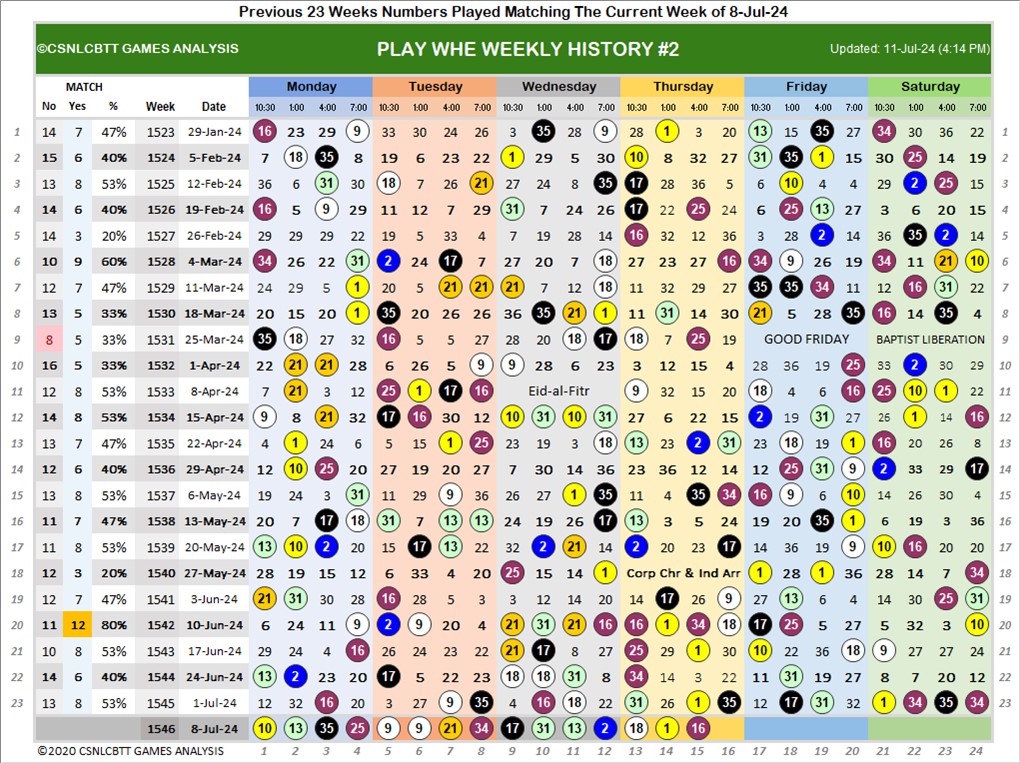 Previous 23 Weeks Numbers Played Matching The Current Week of 8-Jul-24
©CSNLCBTT GAMES ANALYSIS PLAY WHE WEEKLY HISTORY #2 Updated: 11-Jul-24 (4:14 PM)
MATCH Monday Tuesday Wednesday Thursday Friday Saturday
No Yes % Week Date 10:30 1:00 4:00 7:00 10:30 1:00 4:00 7:00 10:30 1:00 4:00 7:00 10:30 1:00 4:00 7:00 10:30 1:00 4:00 7:00 10:30 1:00 4:00 7:00
1 14 7 47% 1523 29-Jan-24 16 23 29 9 33 30 24 26 3 35 28 9 28 1 3 20 13 15 35 27 34 30 36 22 1
2 15 6 40% 1524 5-Feb-24 7 18 35 8 19 6 23 22 1 29 5 30 10 8 32 27 31 35 1 15 30 25 14 19 2
3 13 8 53% 1525 12-Feb-24 36 6 31 30 18 7 26 21 27 24 8 35 17 28 36 5 6 10 4 4 29 2 25 15 3
4 14 6 40% 1526 19-Feb-24 16 5 9 29 11 12 7 29 31 7 24 26 17 22 25 24 6 25 13 27 3 6 20 15 4
5 14 3 20% 1527 26-Feb-24 29 29 29 22 19 5 33 4 7 19 28 14 16 32 12 36 3 28 2 14 36 35 2 14 5
6 10 9 60% 1528 4-Mar-24 34 26 22 31 2 24 17 7 27 20 7 18 27 23 27 16 34 9 26 19 34 11 21 10 6
7 12 7 47% 1529 11-Mar-24 24 29 5 1 20 5 21 21 21 7 12 18 11 32 29 27 35 35 34 11 12 16 31 22 7
8 13 5 33% 1530 18-Mar-24 20 15 20 1 35 20 26 26 36 35 21 1 11 31 14 30 21 5 28 35 16 14 35 4 8
9 8 5 33% 1531 25-Mar-24 35 18 27 32 16 5 5 27 28 20 18 17 18 7 25 19 GOOD FRIDAY BAPTIST LIBERATION 9
10 16 5 33% 1532 1-Apr-24 22 21 21 28 6 26 5 9 9 28 6 23 3 12 15 4 28 36 19 25 33 2 30 29 10
11 12 8 53% 1533 8-Apr-24 7 21 3 12 25 1 17 16 Eid-al-Fitr 9 32 15 20 18 4 6 16 25 10 1 22 11
12 14 8 53% 1534 15-Apr-24 9 8 21 32 17 16 30 12 10 31 10 31 27 6 22 15 2 19 31 27 26 1 14 16 12
13 13 7 47% 1535 22-Apr-24 4 1 24 6 5 15 1 25 23 19 3 18 13 23 2 31 23 18 19 1 16 20 26 8 13
14 12 6 40% 1536 29-Apr-24 12 10 25 20 27 19 20 27 7 30 14 36 23 36 12 14 12 25 31 9 2 33 29 17 14
15 13 8 53% 1537 6-May-24 19 24 3 31 11 29 9 36 26 27 1 35 11 4 35 34 16 9 6 10 14 26 30 4 15
16 11 7 47% 1538 13-May-24 20 7 17 18 31 7 13 13 24 19 26 17 13 3 5 24 19 20 35 1 6 19 3 36 16
17 11 8 53% 1539 20-May-24 13 10 2 20 15 17 13 22 32 2 21 14 2 20 23 17 14 36 19 9 10 16 20 20 17
18 12 3 20% 1540 27-May-24 28 19 15 12 6 33 4 20 25 15 14 1 Corp Chr & Ind Arr 1 28 1 36 28 14 7 34 18
19 12 7 47% 1541 3-Jun-24 21 31 30 28 16 28 5 3 3 12 14 20 14 17 26 9 27 13 6 4 14 30 25 31 19
20 11 12 80% 1542 10-Jun-24 6 24 11 9 2 9 20 4 21 31 21 16 16 1 34 18 17 25 5 27 5 32 3 10 20
21 10 8 53% 1543 17-Jun-24 29 24 4 16 26 24 23 22 21 17 8 27 25 29 1 30 10 22 36 18 9 27 27 24 21
22 14 6 40% 1544 24-Jun-24 13 2 23 20 17 5 22 23 18 18 31 8 34 14 3 22 11 31 19 27 8 7 20 12 22
23 13 8 53% 1545 1-Jul-24 12 32 16 20 3 27 9 35 4 16 18 22 31 26 1 35 12 17 31 32 1 34 35 34 23
1546 8-Jul-24 10 13 35 25 9 9 21 34 17 31 13 2 18 1 16
©2020 CSNLCBTT GAMES ANALYSIS 1 2 3 4 5 6 7 8 9 10 11 12 13 14 15 16 17 18 19 20 21 22 23 24